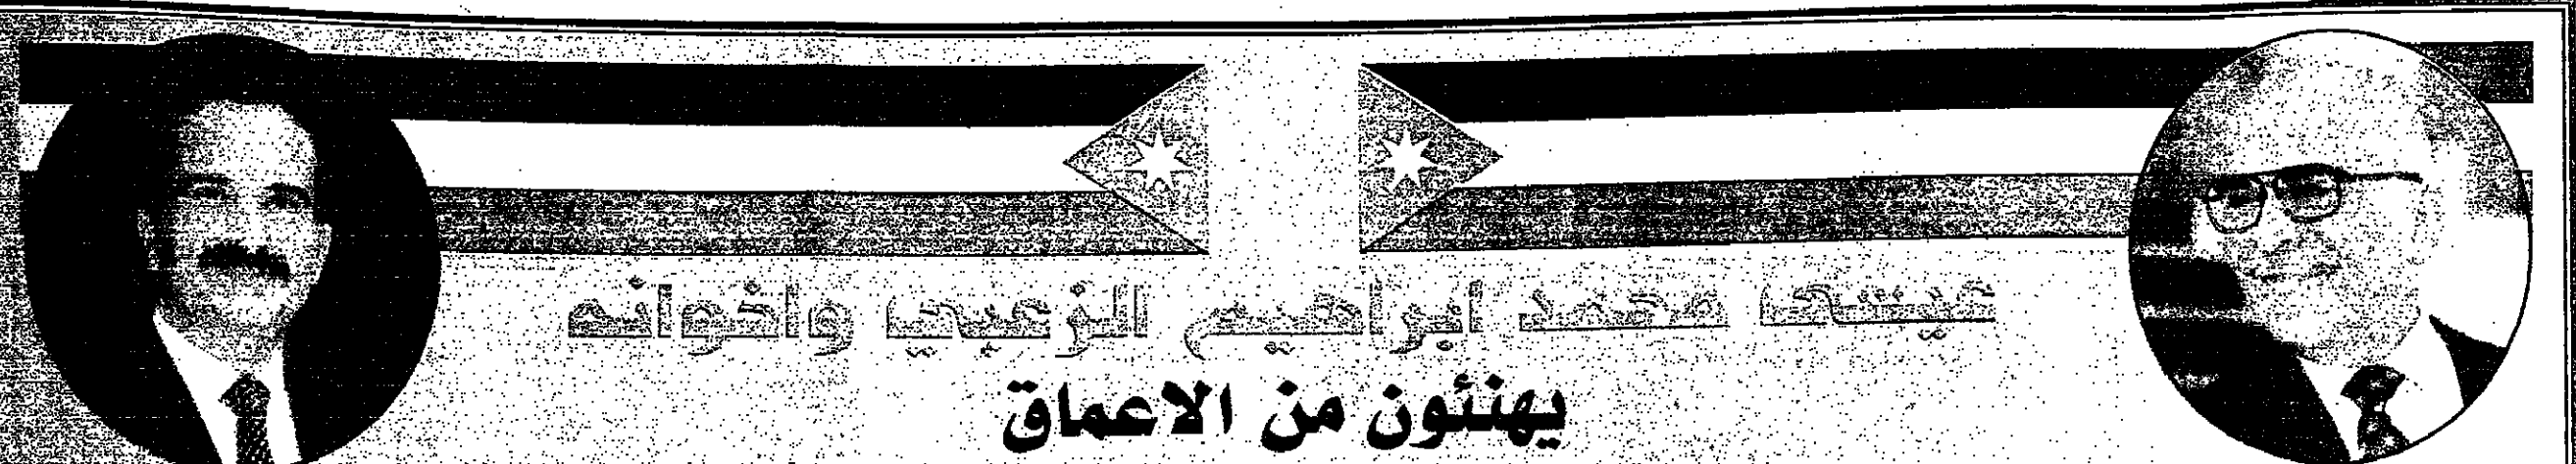 عيسى محمد ابراهيم الزعبي واخوانه
يهنئون من الاعماق